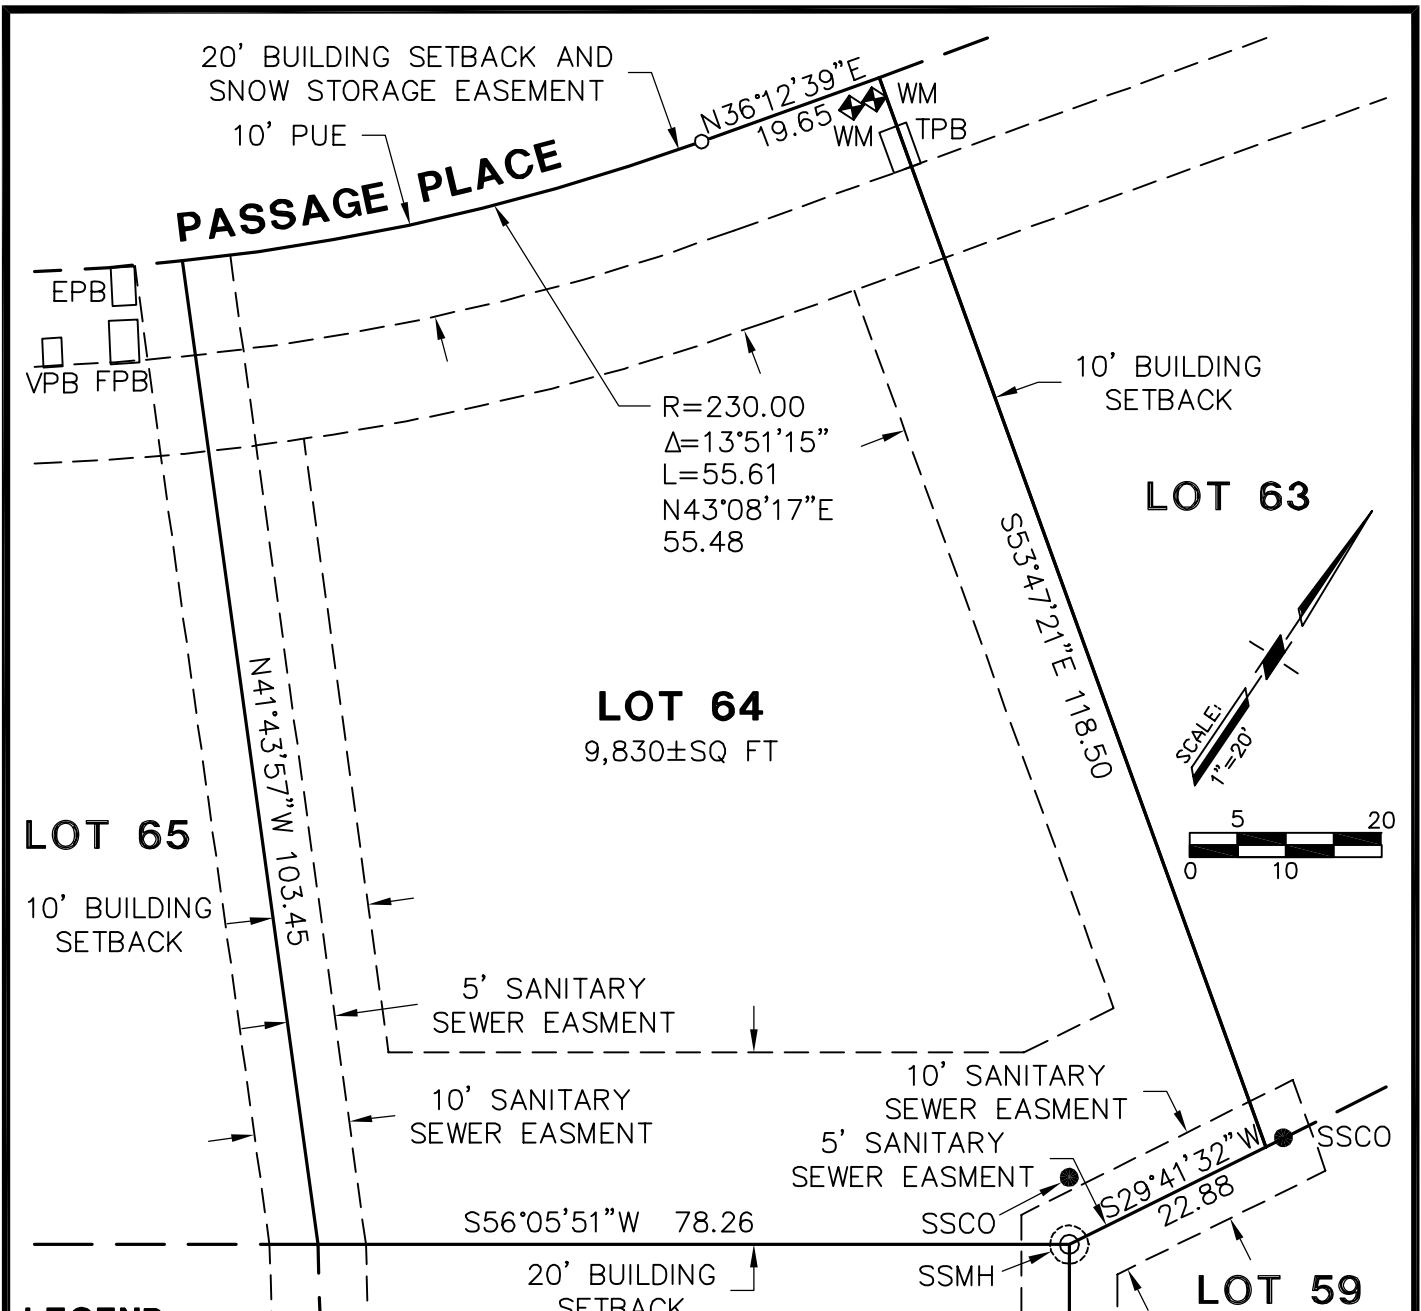 20' BUILDING SETBACK AND
SNOW STORAGE EASEMENT
10' PUE
PASSAGE PLACE
N36°12'39"E
19.65
WM
WM
TPB
EPB
VPB
FPB
R=230.00
Δ=13°51'15"
L=55.61
N43°08'17"E
55.48
10' BUILDING
SETBACK
LOT 63
S53°47'21"E 118.50
LOT 64
9,830±SQ FT
SCALE:
1"=20'
5
20
0
10
N41°43'57"W 103.45
LOT 65
10' BUILDING
SETBACK
5' SANITARY
SEWER EASMENT
10' SANITARY
SEWER EASMENT
10' SANITARY
SEWER EASMENT
5' SANITARY
SEWER EASMENT
SSCO
S29°41'32"W
22.88
SSCO
S56°05'51"W 78.26
SSMH
20' BUILDING
SETBACK
LOT 59
LEGEND